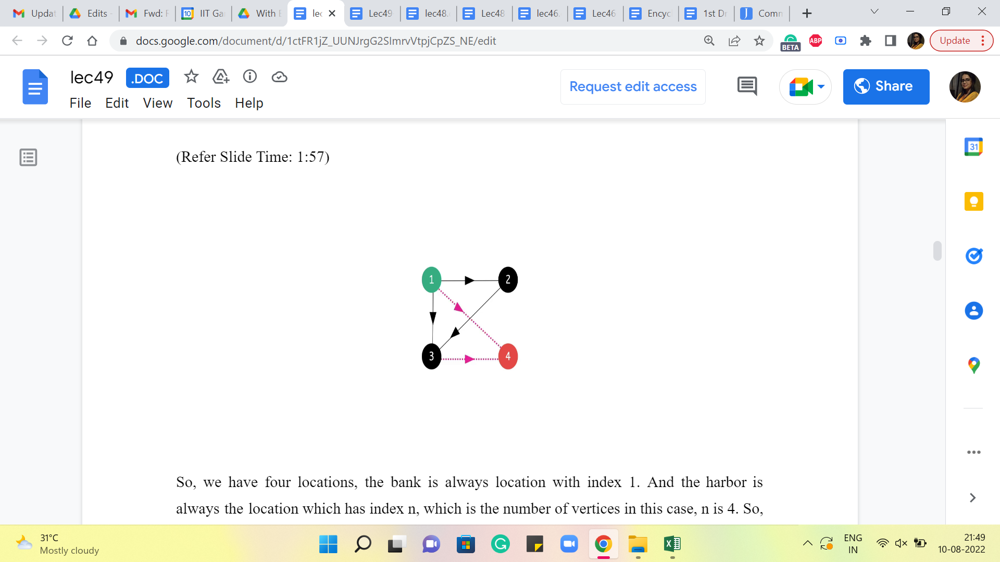 Updat
Edits -
Fwd: F
10
IIT Ga
With E
lec
Lec49
lec48.
Lec48
lec46.
Lec46
Encyc
1st Dr
J
Comm
docs.google.com/document/d/1ctFR1jZ_UUNJrgG2SImrvVtpjCpZS_NE/edit
BETA
ABP
Update
lec49
.DOC
File Edit View Tools Help
Request edit access
Share
31
(Refer Slide Time: 1:57)
1
2
3
4
So, we have four locations, the bank is always location with index 1. And the harbor is
always the location which has index n, which is the number of vertices in this case, n is 4. So,
31°C
Mostly cloudy
ENG
IN
21:49
10-08-2022